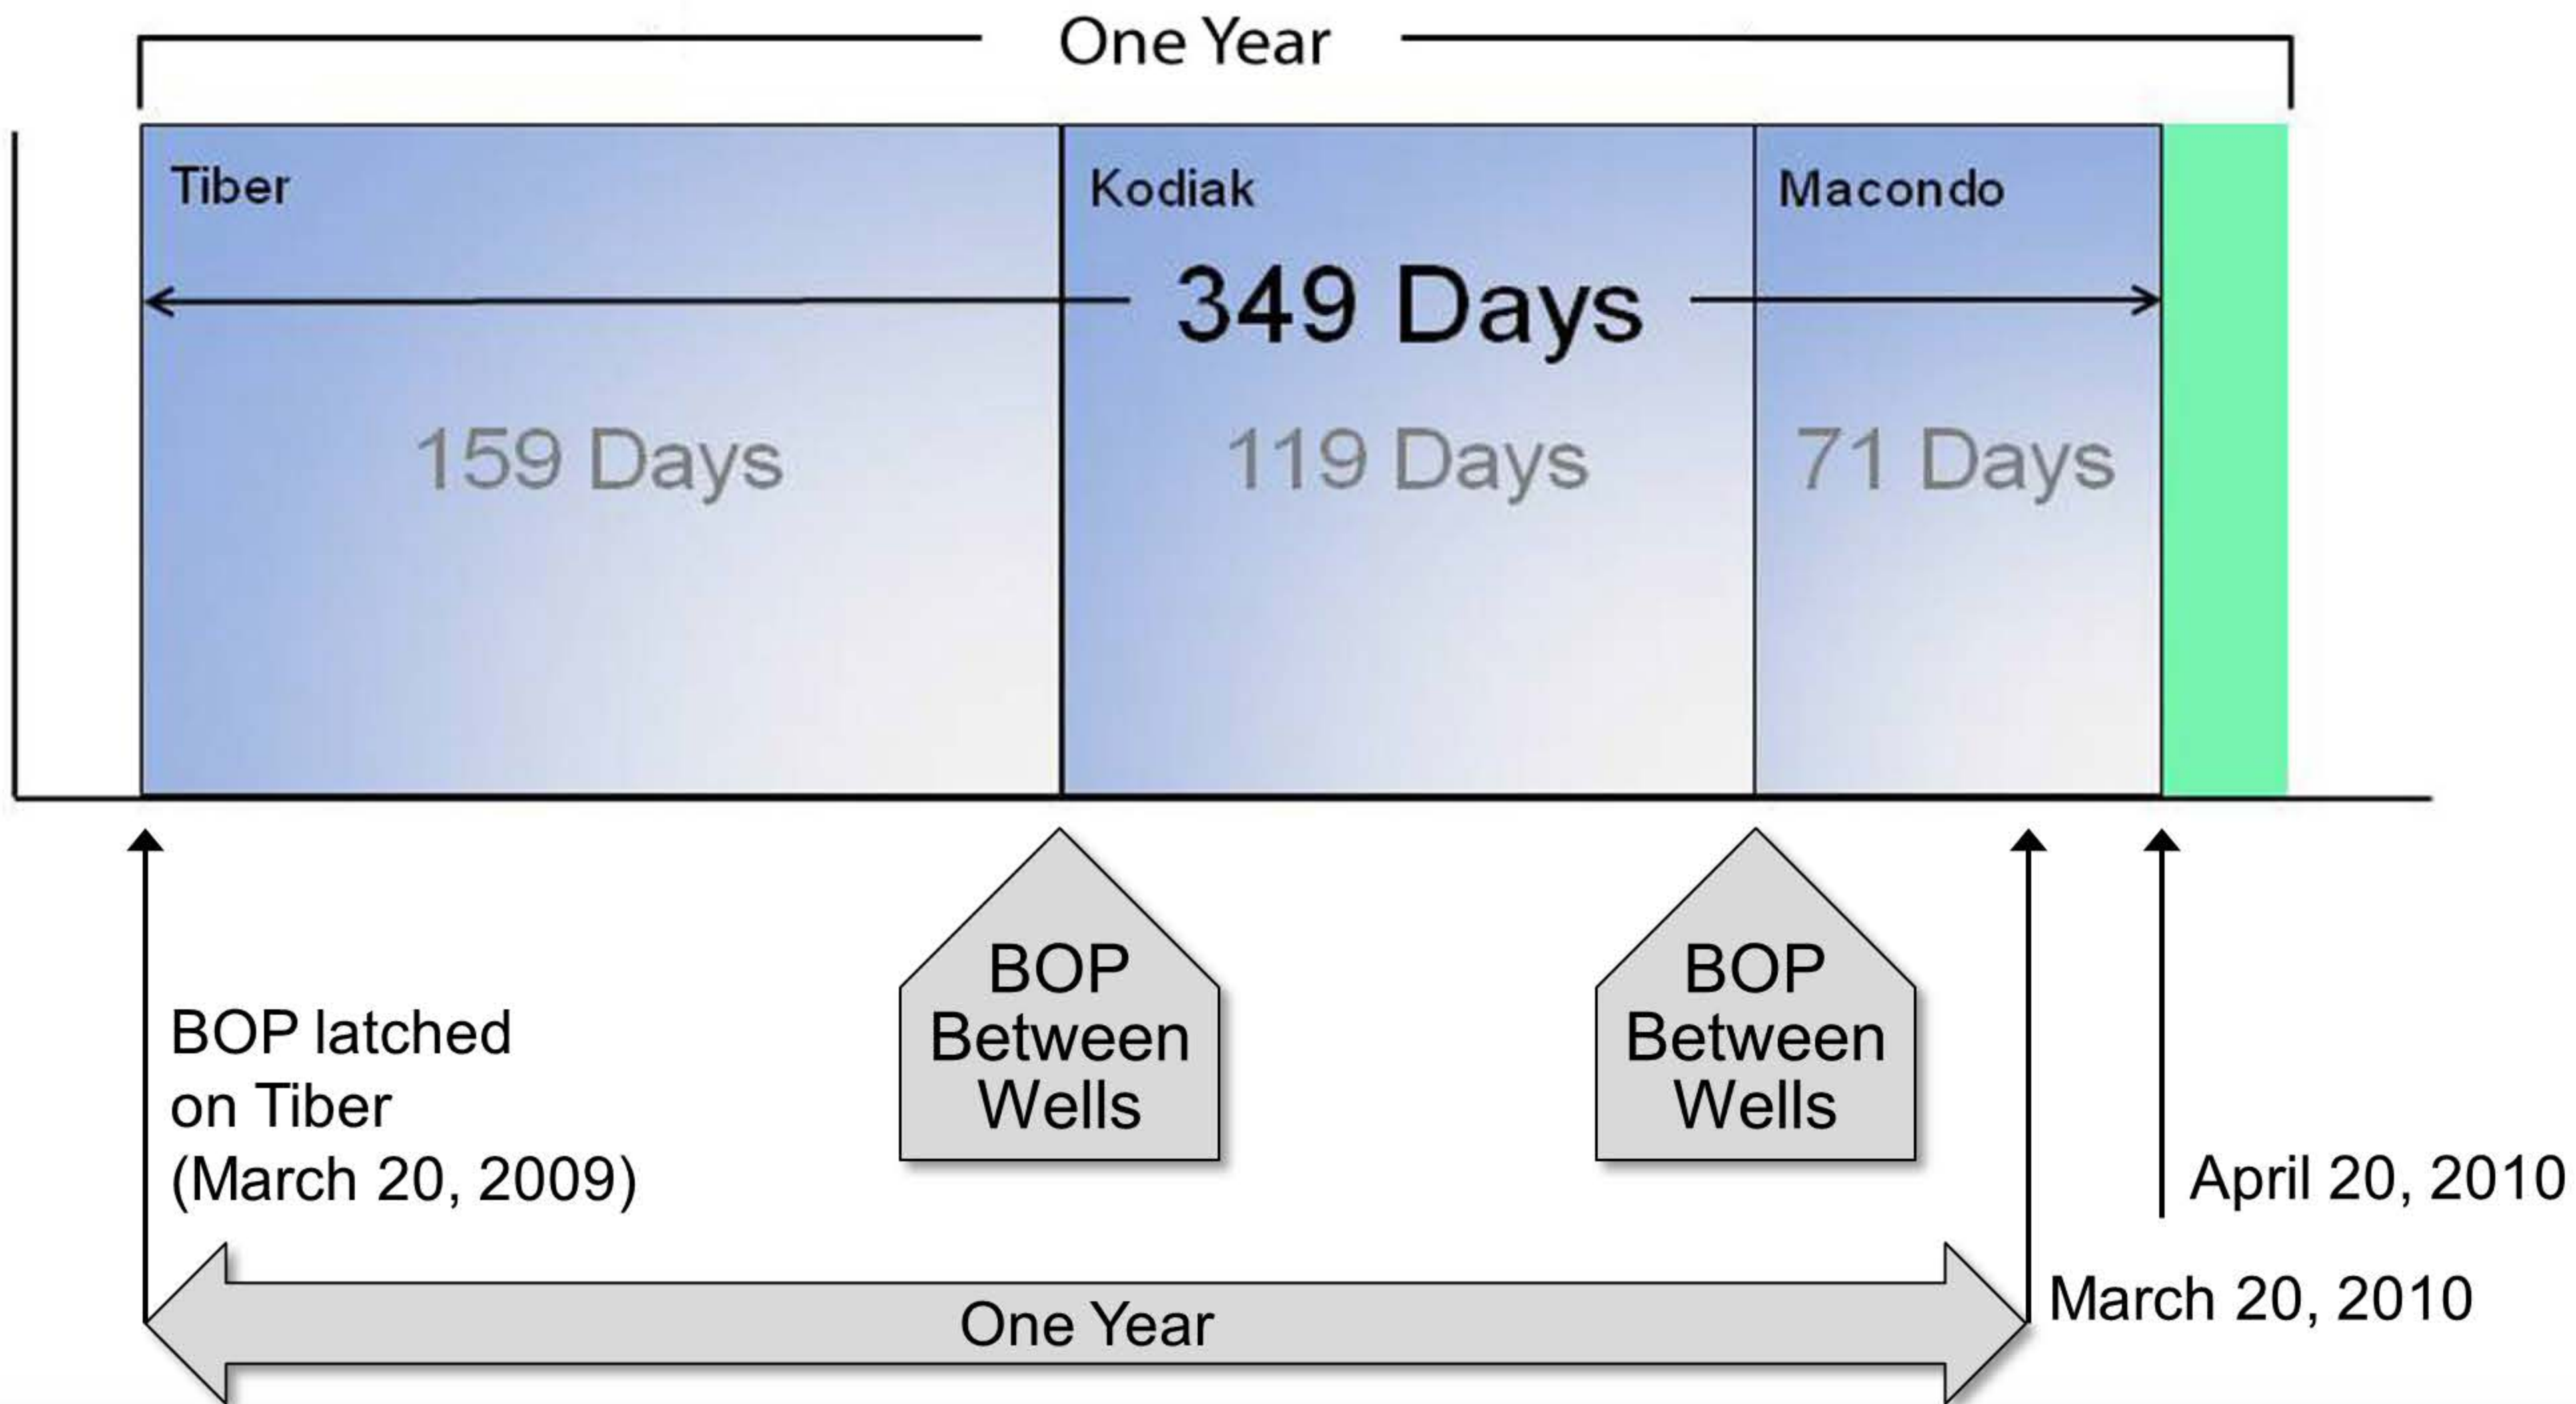 One Year
Tiber
Kodiak
Macondo
349 Days
159 Days
119 Days
71 Days
BOP latched
on Tiber
(March 20, 2009)
BOP
Between
Wells
BOP
Between
Wells
April 20, 2010
March 20, 2010
One Year